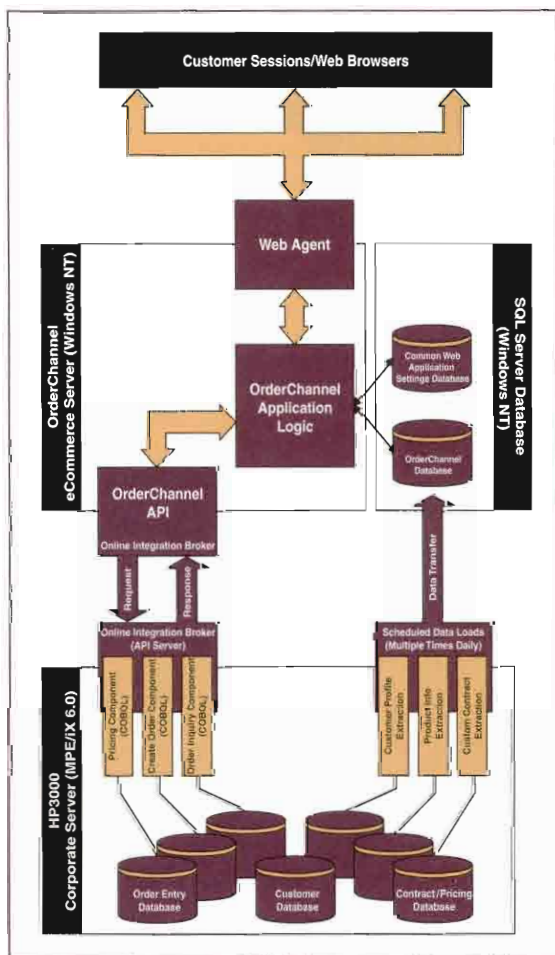 Customer Sessions/Web Browsers
Web Agent
OrderChannel
eCommerce Server (Windows NT)
SQL Server Database
(Windows NT)
OrderChannel
Application
Logic
Common Web
Application
Settings Database
OrderChannel
Database
OrderChannel
API
Online Integration Broker
Request
Response
Data Transfer
Online Integration Broker
(API Server)
Scheduled Data Loads
(Multiple Times Daily)
HP3000
Corporate Server (MPE/iX 6.0)
Pricing Component
(COBOL)
Create Order Component
(COBOL)
Order Inquiry Component
(COBOL)
Customer Profile
Extraction
Product Info
Extraction
Custom Contract
Extraction
Order Entry
Database
Customer
Database
Contract/Pricing
Database